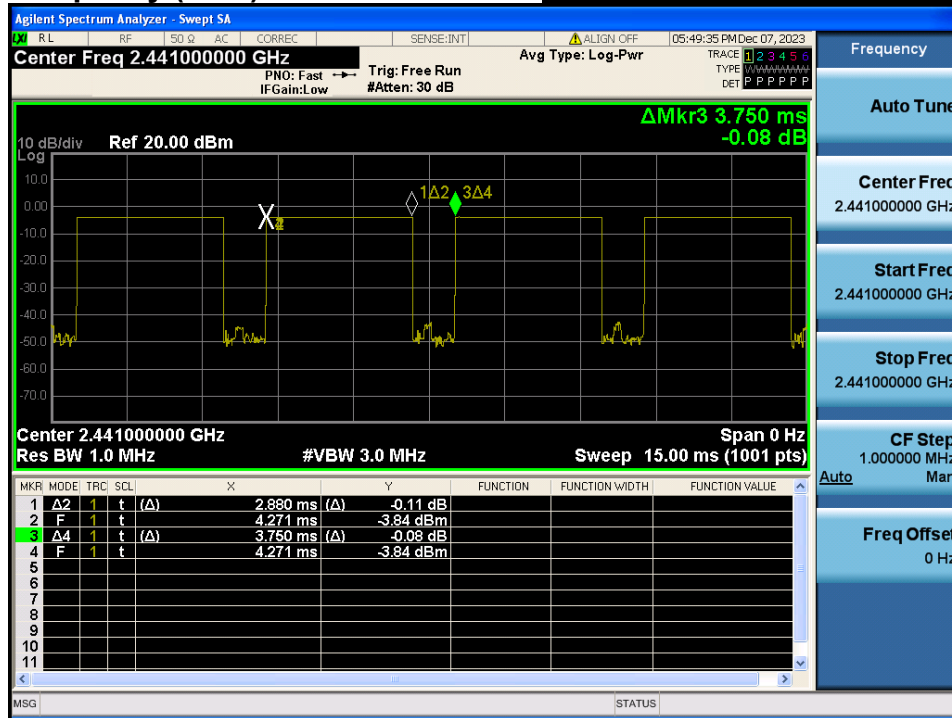 Agilent Spectrum Analyzer - Swept SA
LXI RL RF 50 Ω AC CORREC SENSE:INT ALIGN OFF 05:49:35 PM Dec 07, 2023
Center Freq 2.441000000 GHz
PNO: Fast
IFGain:Low
Trig: Free Run
#Atten: 30 dB
Avg Type: Log-Pwr
TRACE 1 2 3 4 5 6
TYPE WWWWWW
DET P P P P P P
ΔMkr3 3.750 ms
-0.08 dB
10 dB/div Ref 20.00 dBm
Log
10.0
0.00
-10.0
-20.0
-30.0
-40.0
-50.0
-60.0
-70.0
1Δ2 3Δ4
X
Center 2.441000000 GHz Span 0 Hz
Res BW 1.0 MHz #VBW 3.0 MHz Sweep 15.00 ms (1001 pts)
MKR MODE TRC SCL X Y FUNCTION FUNCTION WIDTH FUNCTION VALUE
1 Δ2 1 t (Δ) 2.880 ms (Δ) -0.11 dB
2 F 1 t 4.271 ms -3.84 dBm
3 Δ4 1 t (Δ) 3.750 ms (Δ) -0.08 dB
4 F 1 t 4.271 ms -3.84 dBm
5
6
7
8
9
10
11
MSG STATUS
Frequency
Auto Tune
Center Freq
2.441000000 GHz
Start Freq
2.441000000 GHz
Stop Freq
2.441000000 GHz
CF Step
1.000000 MHz
Auto Man
Freq Offset
0 Hz